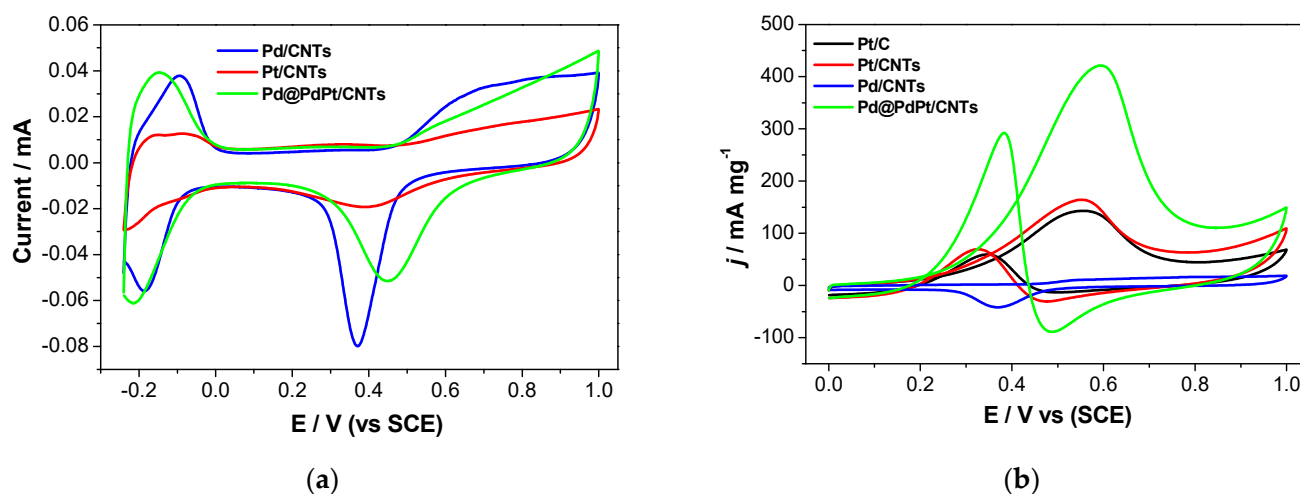 0.06
0.04
0.02
0.00
-0.02
-0.04
-0.06
-0.08
Current / mA
Pd/CNTs
Pt/CNTs
Pd@PdPt/CNTs
-0.2 0.0 0.2 0.4 0.6 0.8 1.0
E / V (vs SCE)
(a)
500
400
300
200
100
0
-100
j / mA mg-1
Pt/C
Pt/CNTs
Pd/CNTs
Pd@PdPt/CNTs
0.0 0.2 0.4 0.6 0.8 1.0
E / V vs (SCE)
(b)